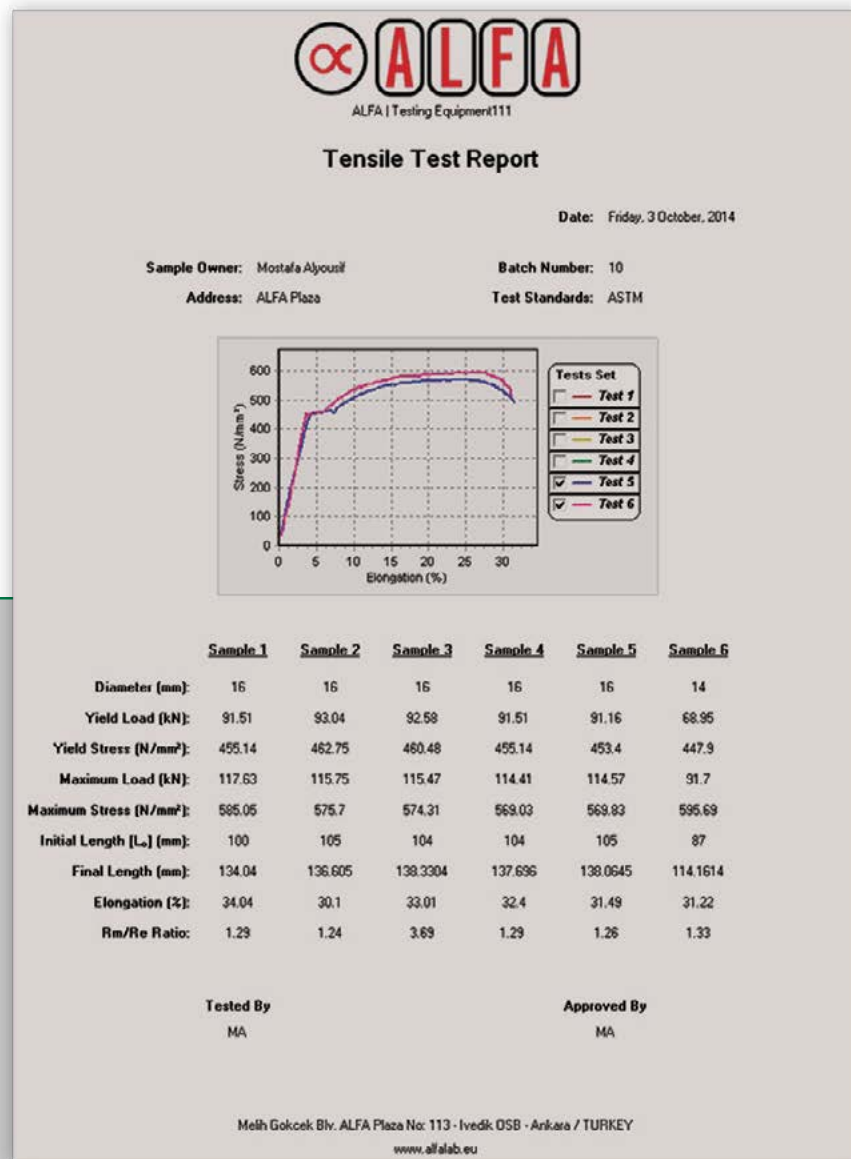 ∝ ALFA
ALFA | Testing Equipment111
Tensile Test Report
Date: Friday, 3 October, 2014
Sample Owner: Mostafa Alyousif Batch Number: 10
Address: ALFA Plaza Test Standards: ASTM
Stress (N/mm²)
600
500
400
300
200
100
0
0 5 10 15 20 25 30
Elongation (%)
Tests Set
Test 1
Test 2
Test 3
Test 4
Test 5
Test 6
Sample 1 Sample 2 Sample 3 Sample 4 Sample 5 Sample 6
Diameter (mm): 16 16 16 16 16 14
Yield Load (kN): 91.51 93.04 92.58 91.51 91.16 68.95
Yield Stress (N/mm²): 455.14 462.75 460.48 455.14 453.4 447.9
Maximum Load (kN): 117.63 115.75 115.47 114.41 114.57 91.7
Maximum Stress (N/mm²): 585.05 575.7 574.31 569.03 569.83 595.69
Initial Length [L₀] (mm): 100 105 104 104 105 87
Final Length (mm): 134.04 136.605 138.3304 137.696 138.0645 114.1614
Elongation (%): 34.04 30.1 33.01 32.4 31.49 31.22
Rm/Re Ratio: 1.29 1.24 3.69 1.29 1.26 1.33
Tested By Approved By
MA MA
Melih Gokcek Blv. ALFA Plaza No: 113 - Ivedik OSB - Ankara / TURKEY
www.alfalab.eu